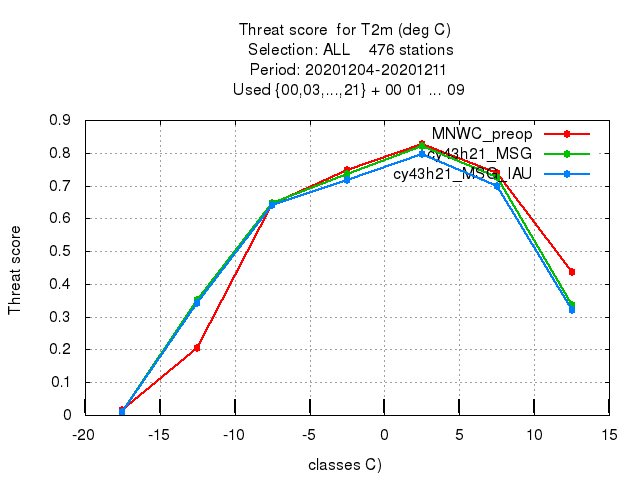 Threat score for T2m (deg C)
Selection: ALL 476 stations
Period: 20201204-20201211
Used {00,03,...,21} + 00 01 ... 09
MNWC_preop
cy43h21_MSG
cy43h21_MSG_IAU
Threat score
0.9
0.8
0.7
0.6
0.5
0.4
0.3
0.2
0.1
0
-20 -15 -10 -5 0 5 10 15
classes C)